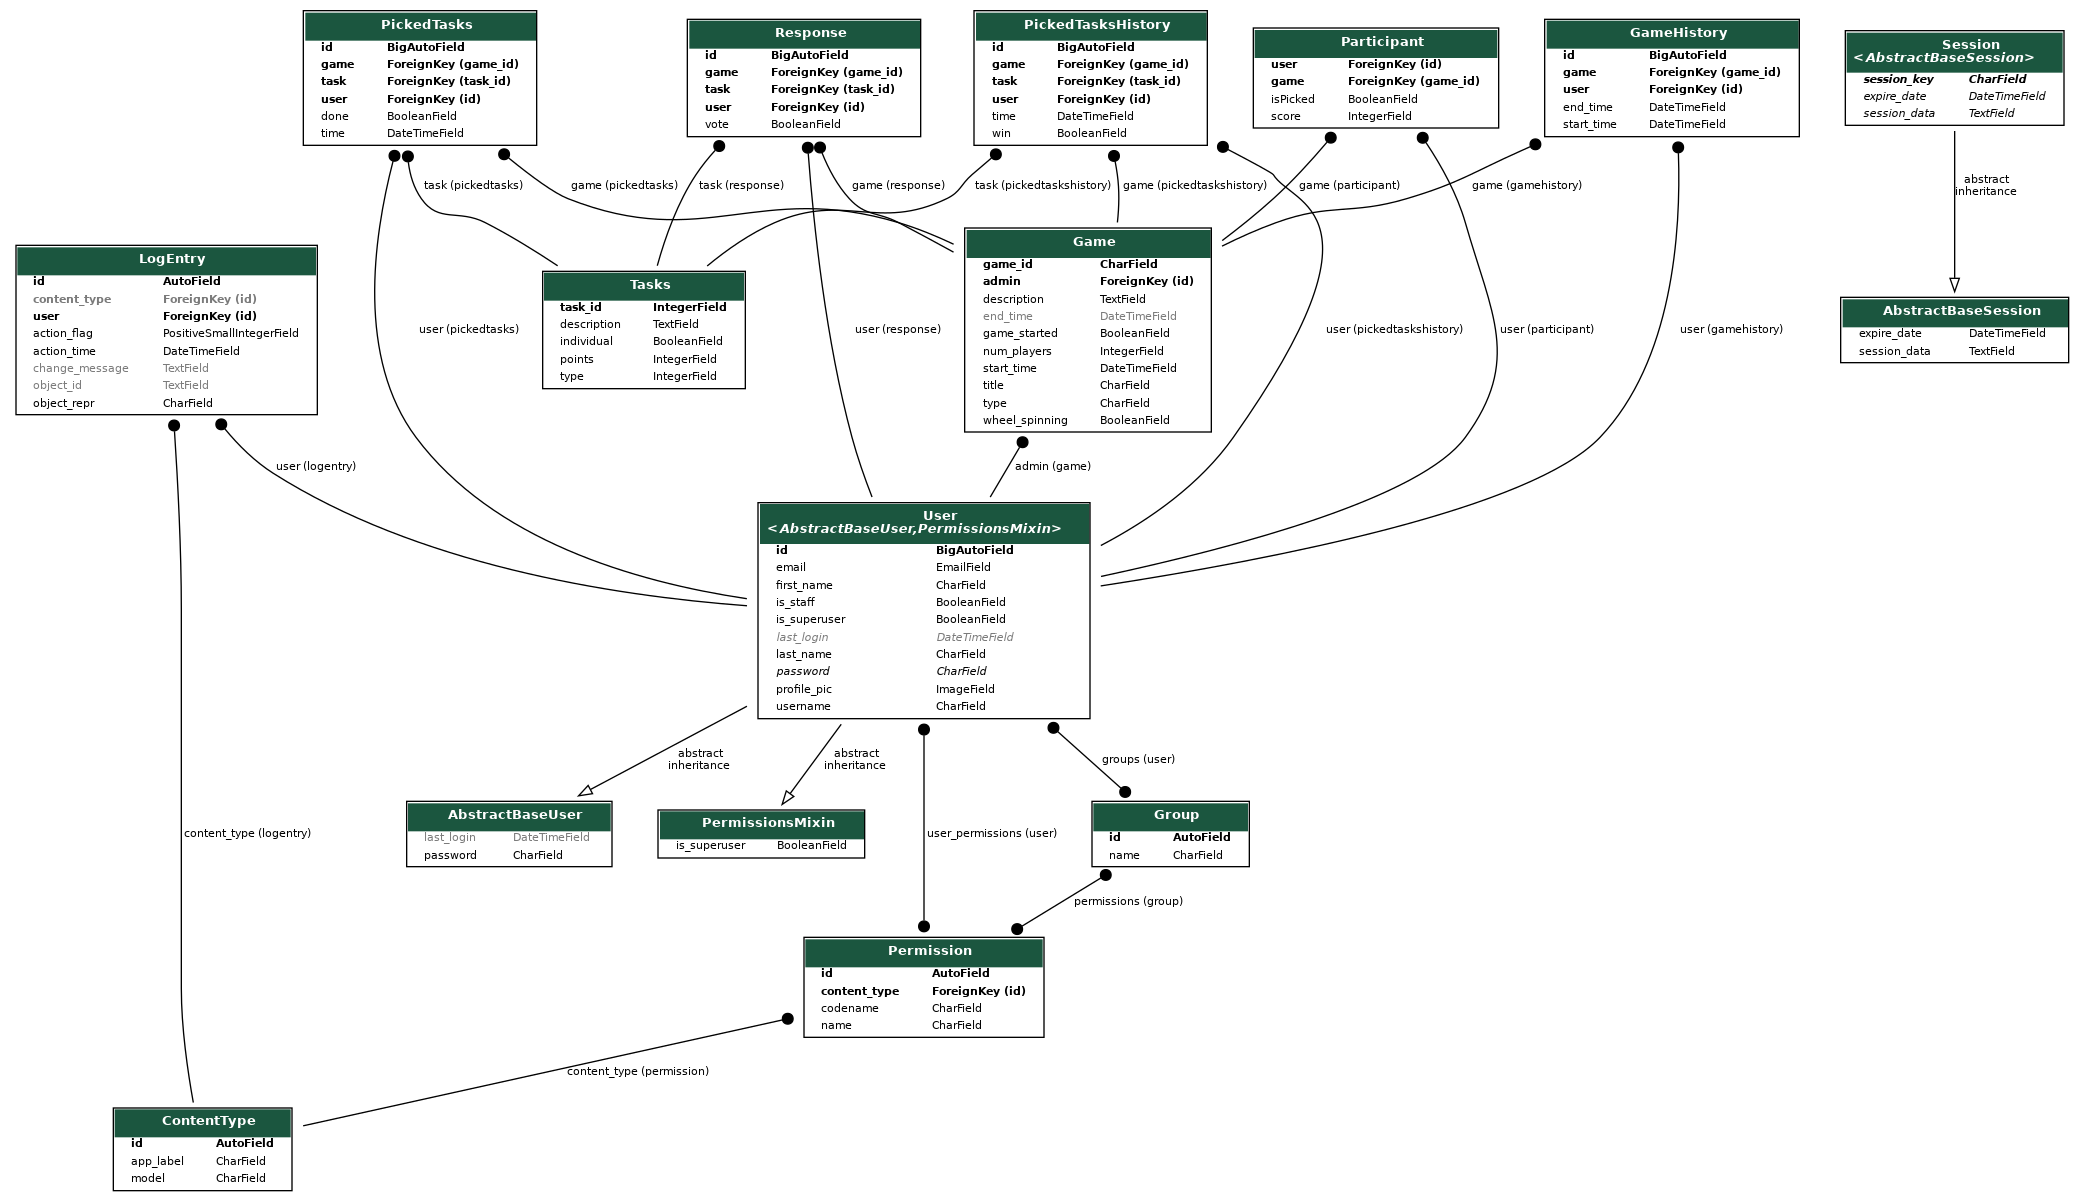 PickedTasks
id BigAutoField
game ForeignKey (game_id)
task ForeignKey (task_id)
user ForeignKey (id)
done BooleanField
time DateTimeField
Response
id BigAutoField
game ForeignKey (game_id)
task ForeignKey (task_id)
user ForeignKey (id)
vote BooleanField
PickedTasksHistory
id BigAutoField
game ForeignKey (game_id)
task ForeignKey (task_id)
user ForeignKey (id)
time DateTimeField
win BooleanField
Participant
user ForeignKey (id)
game ForeignKey (game_id)
isPicked BooleanField
score IntegerField
GameHistory
id BigAutoField
game ForeignKey (game_id)
user ForeignKey (id)
end_time DateTimeField
start_time DateTimeField
Session
<AbstractBaseSession>
session_key CharField
expire_date DateTimeField
session_data TextField
task (pickedtasks)
game (pickedtasks)
task (response)
game (response)
task (pickedtaskshistory)
game (pickedtaskshistory)
game (participant)
game (gamehistory)
abstract
inheritance
LogEntry
id AutoField
content_type ForeignKey (id)
user ForeignKey (id)
action_flag PositiveSmallIntegerField
action_time DateTimeField
change_message TextField
object_id TextField
object_repr CharField
Tasks
task_id IntegerField
description TextField
individual BooleanField
points IntegerField
type IntegerField
Game
game_id CharField
admin ForeignKey (id)
description TextField
end_time DateTimeField
game_started BooleanField
num_players IntegerField
start_time DateTimeField
title CharField
type CharField
wheel_spinning BooleanField
AbstractBaseSession
expire_date DateTimeField
session_data TextField
user (pickedtasks)
user (response)
user (pickedtaskshistory)
user (participant)
user (gamehistory)
user (logentry)
admin (game)
User
<AbstractBaseUser,PermissionsMixin>
id BigAutoField
email EmailField
first_name CharField
is_staff BooleanField
is_superuser BooleanField
last_login DateTimeField
last_name CharField
password CharField
profile_pic ImageField
username CharField
abstract
inheritance
abstract
inheritance
groups (user)
AbstractBaseUser
last_login DateTimeField
password CharField
PermissionsMixin
is_superuser BooleanField
Group
id AutoField
name CharField
content_type (logentry)
user_permissions (user)
permissions (group)
Permission
id AutoField
content_type ForeignKey (id)
codename CharField
name CharField
content_type (permission)
ContentType
id AutoField
app_label CharField
model CharField